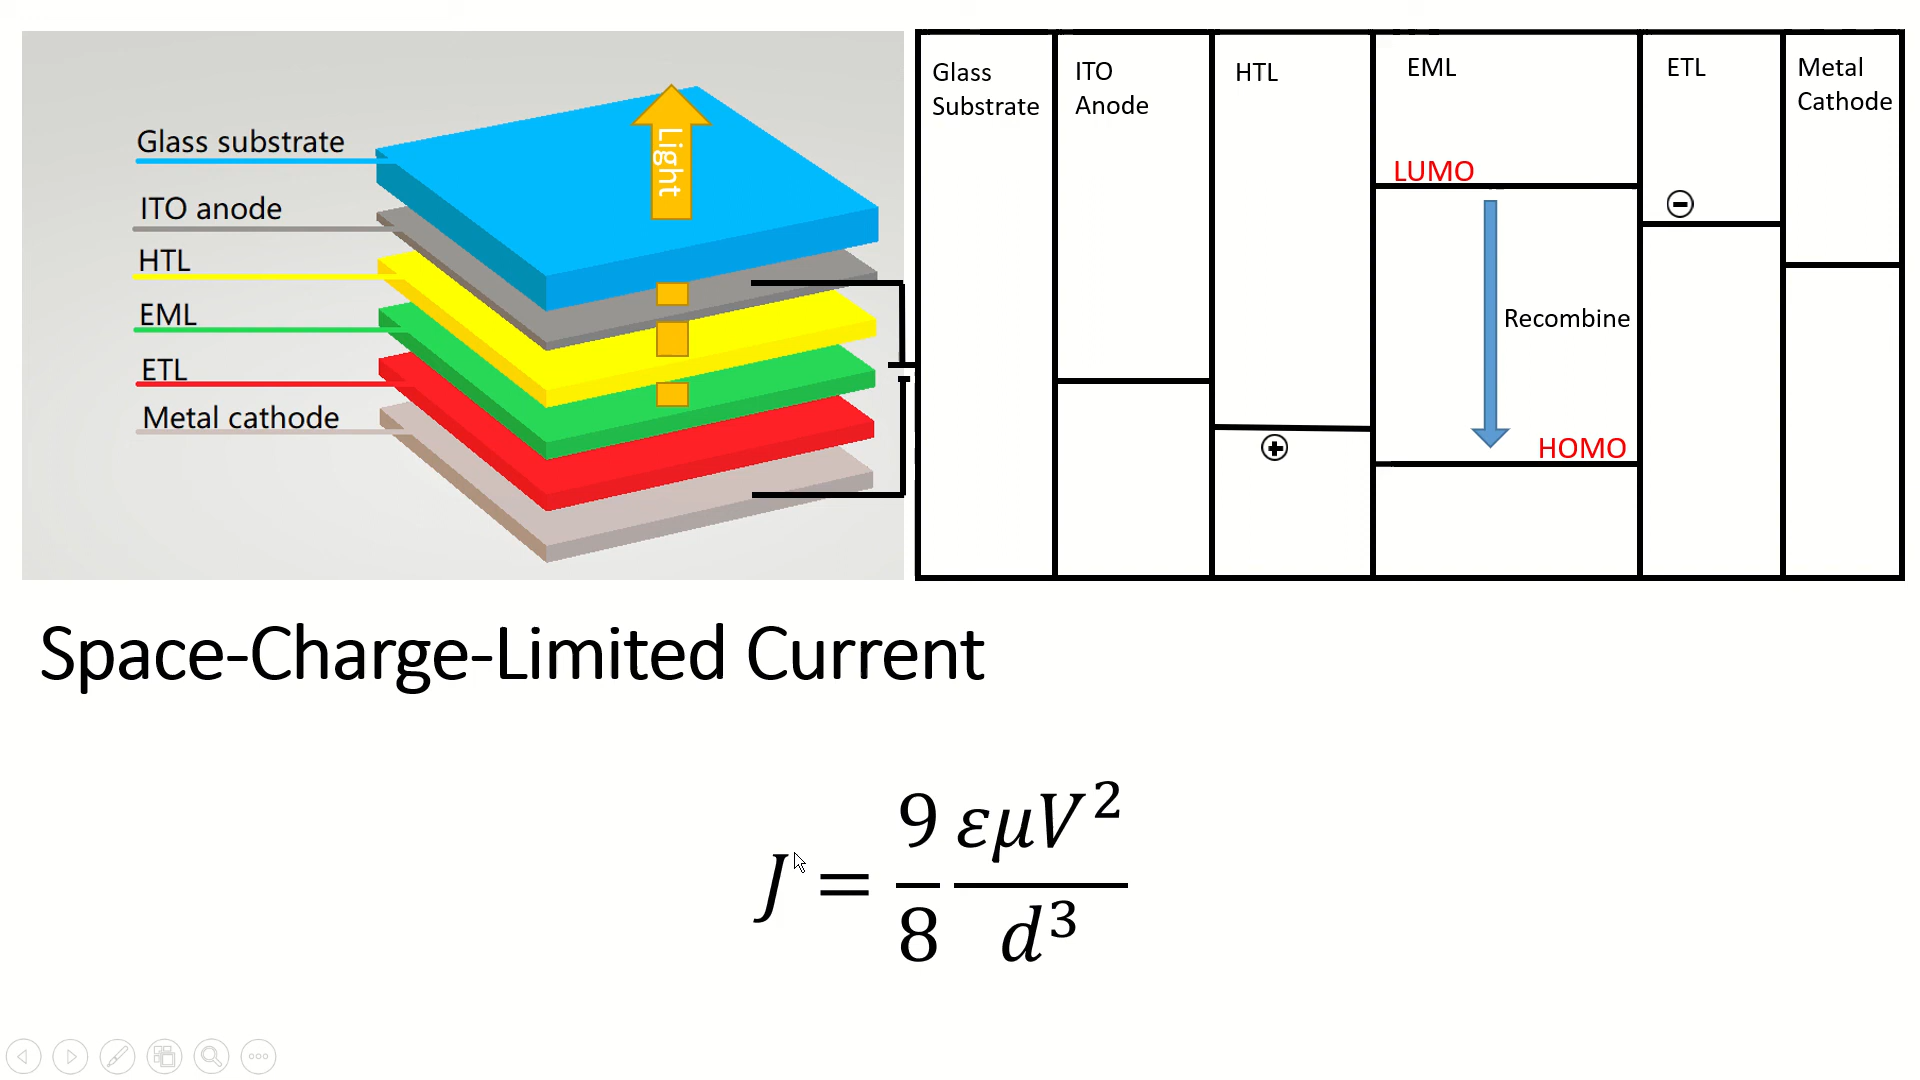 Glass substrate
ITO anode
HTL
EML
ETL
Metal cathode
Light
Glass
Substrate
ITO
Anode
HTL
EML
ETL
Metal
Cathode
LUMO
Recombine
HOMO
Space-Charge-Limited Current
J = 9/8 εμV²/d³